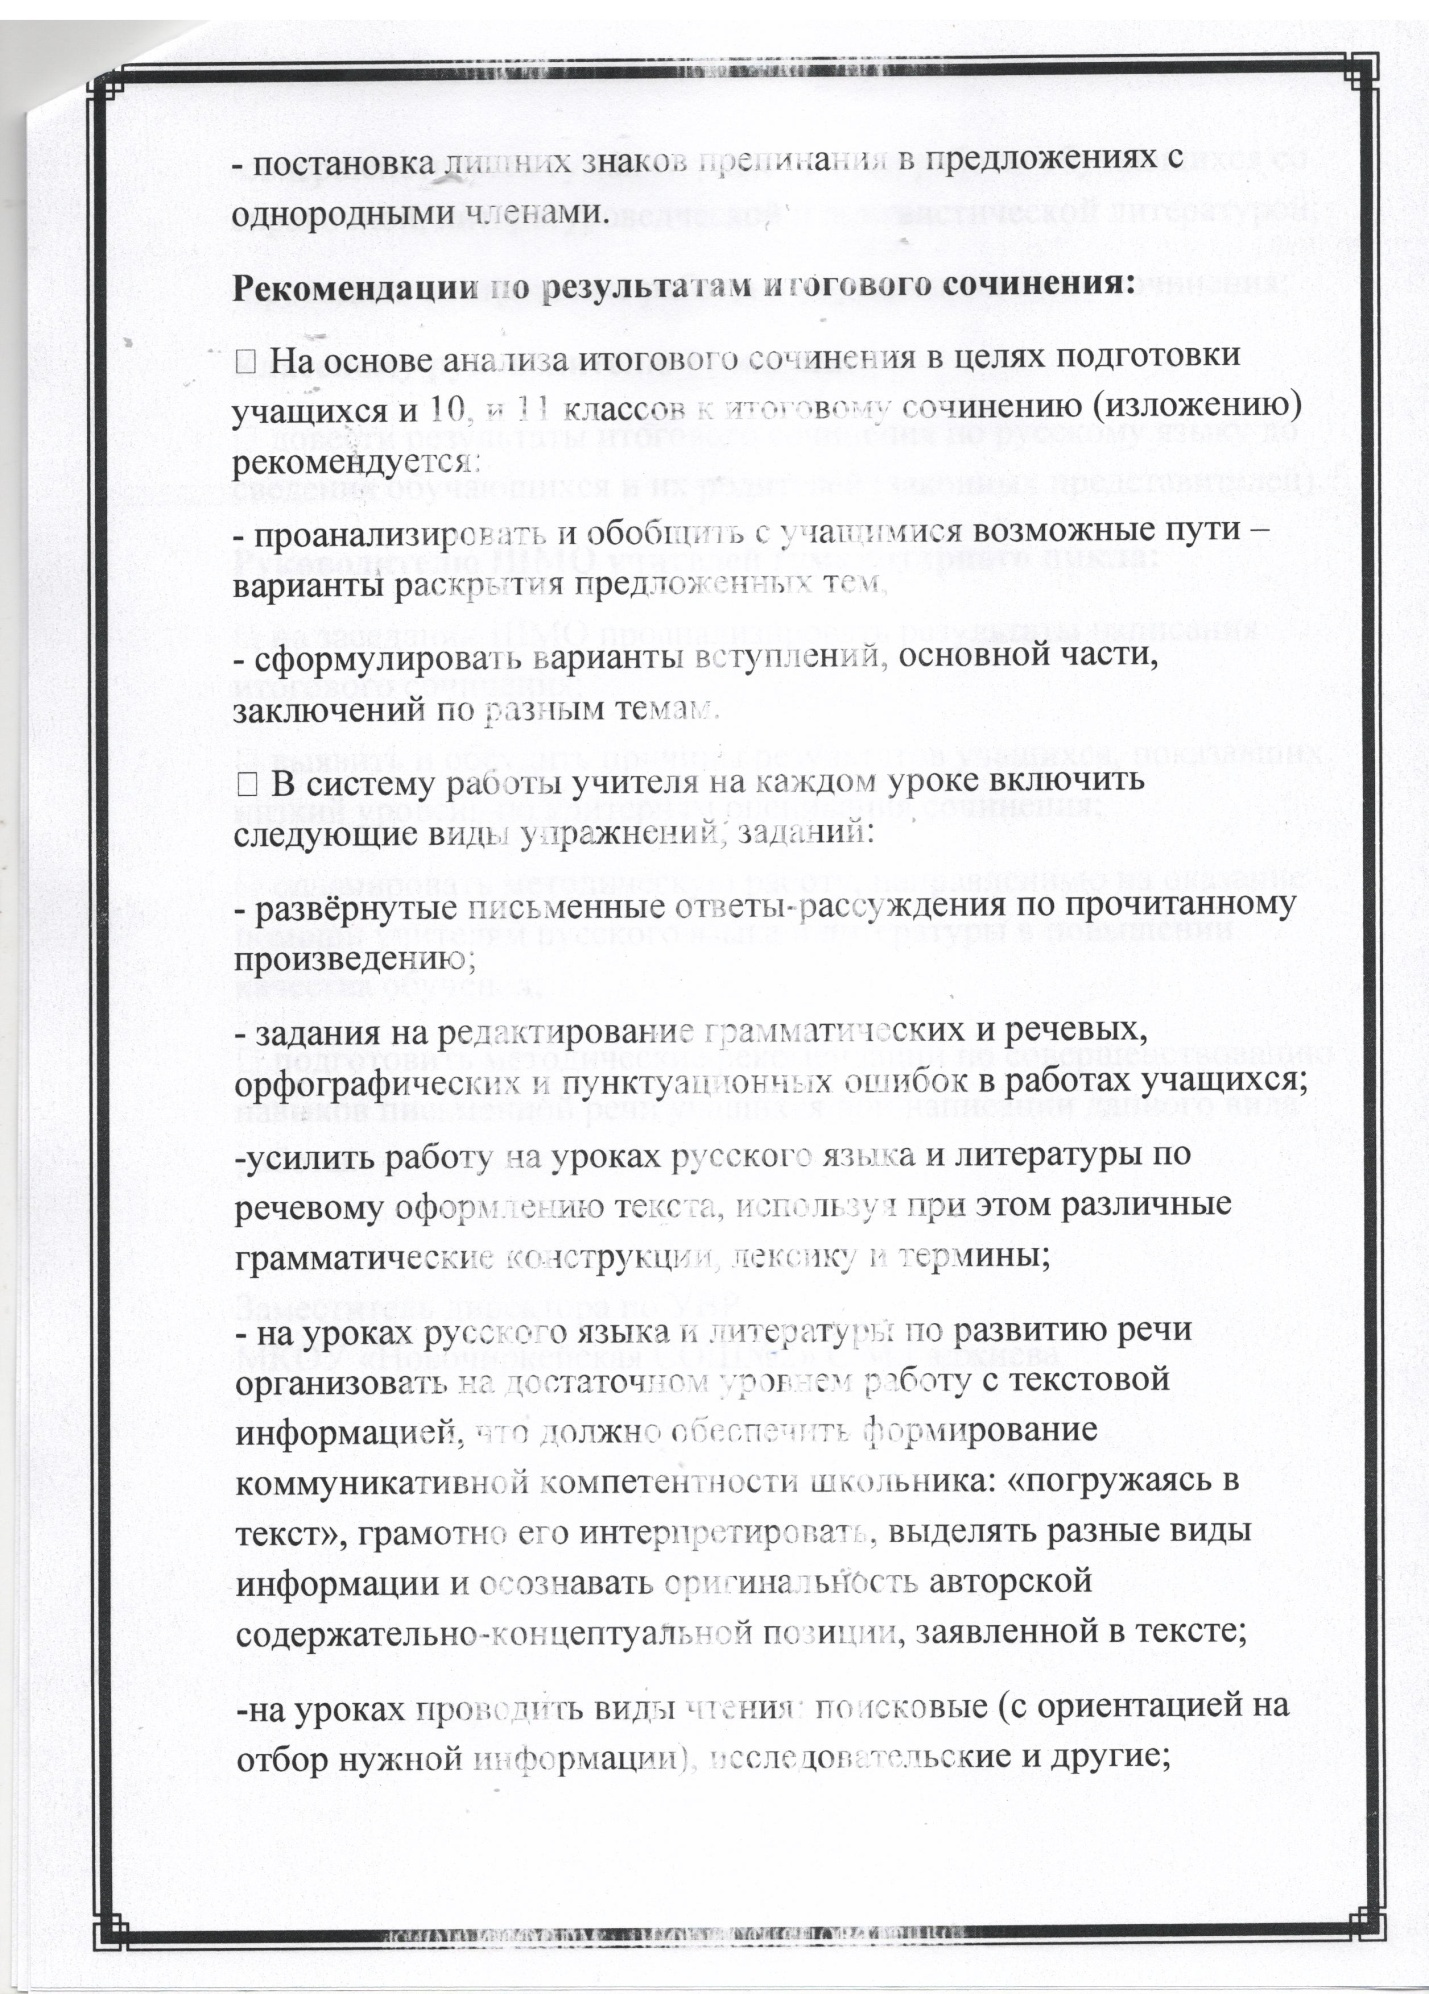 - постановка лишних знаков препинания в предложениях с
однородными членами.
Рекомендации по результатам итогового сочинения:
□ На основе анализа итогового сочинения в целях подготовки
учащихся и 10, и 11 классов к итоговому сочинению (изложению)
рекомендуется:
- проанализировать и обобщить с учащимися возможные пути –
варианты раскрытия предложенных тем,
- сформулировать варианты вступлений, основной части,
заключений по разным темам.
□ В систему работы учителя на каждом уроке включить
следующие виды упражнений, заданий:
- развёрнутые письменные ответы-рассуждения по прочитанному
произведению;
- задания на редактирование грамматических и речевых,
орфографических и пунктуационных ошибок в работах учащихся;
-усилить работу на уроках русского языка и литературы по
речевому оформлению текста, используя при этом различные
грамматические конструкции, лексику и термины;
- на уроках русского языка и литературы по развитию речи
организовать на достаточном уровнем работу с текстовой
информацией, что должно обеспечить формирование
коммуникативной компетентности школьника: «погружаясь в
текст», грамотно его интерпретировать, выделять разные виды
информации и осознавать оригинальность авторской
содержательно-концептуальной позиции, заявленной в тексте;
-на уроках проводить виды чтения: поисковые (с ориентацией на
отбор нужной информации), исследовательские и другие;